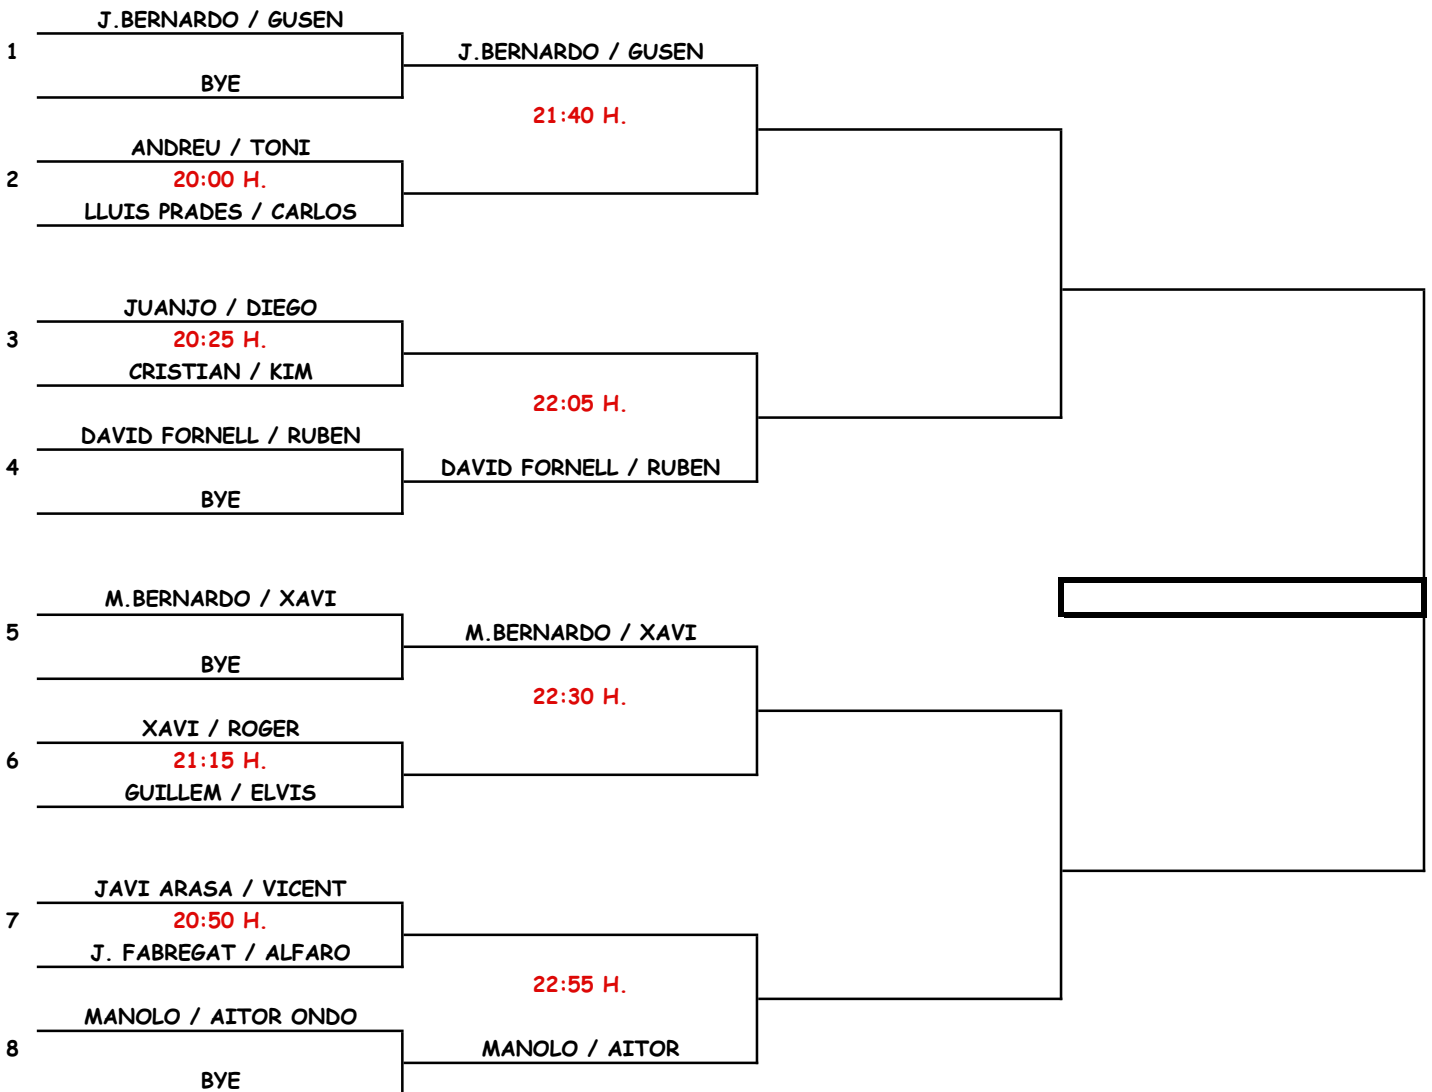 J.BERNARDO / GUSEN
1
J.BERNARDO / GUSEN
BYE
21:40 H.
ANDREU / TONI
2
20:00 H.
LLUIS PRADES / CARLOS
JUANJO / DIEGO
3
20:25 H.
CRISTIAN / KIM
22:05 H.
DAVID FORNELL / RUBEN
4
DAVID FORNELL / RUBEN
BYE
M.BERNARDO / XAVI
5
M.BERNARDO / XAVI
BYE
22:30 H.
XAVI / ROGER
6
21:15 H.
GUILLEM / ELVIS
JAVI ARASA / VICENT
7
20:50 H.
J. FABREGAT / ALFARO
22:55 H.
MANOLO / AITOR ONDO
8
MANOLO / AITOR
BYE